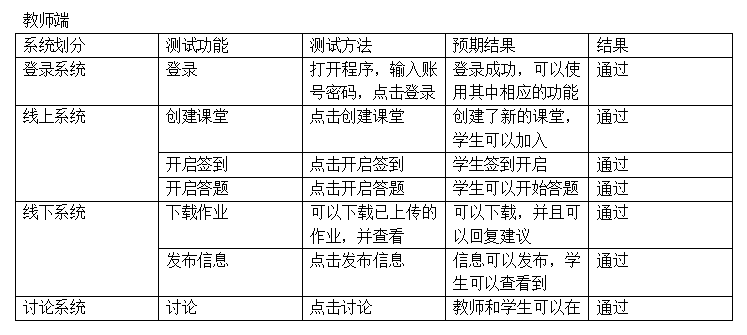 教师端
系统划分 测试功能 测试方法 预期结果 结果
登录系统 登录 打开程序，输入账 登录成功，可以使 通过
号密码，点击登录 用其中相应的功能
线上系统 创建课堂 点击创建课堂 创建了新的课堂， 通过
学生可以加入
开启签到 点击开启签到 学生签到开启 通过
开启答题 点击开启答题 学生可以开始答题 通过
线下系统 下载作业 可以下载已上传的 可以下载，并且可 通过
作业，并查看 以回复建议
发布信息 点击发布信息 信息可以发布，学 通过
生可以查看到
讨论系统 讨论 点击讨论 教师和学生可以在 通过